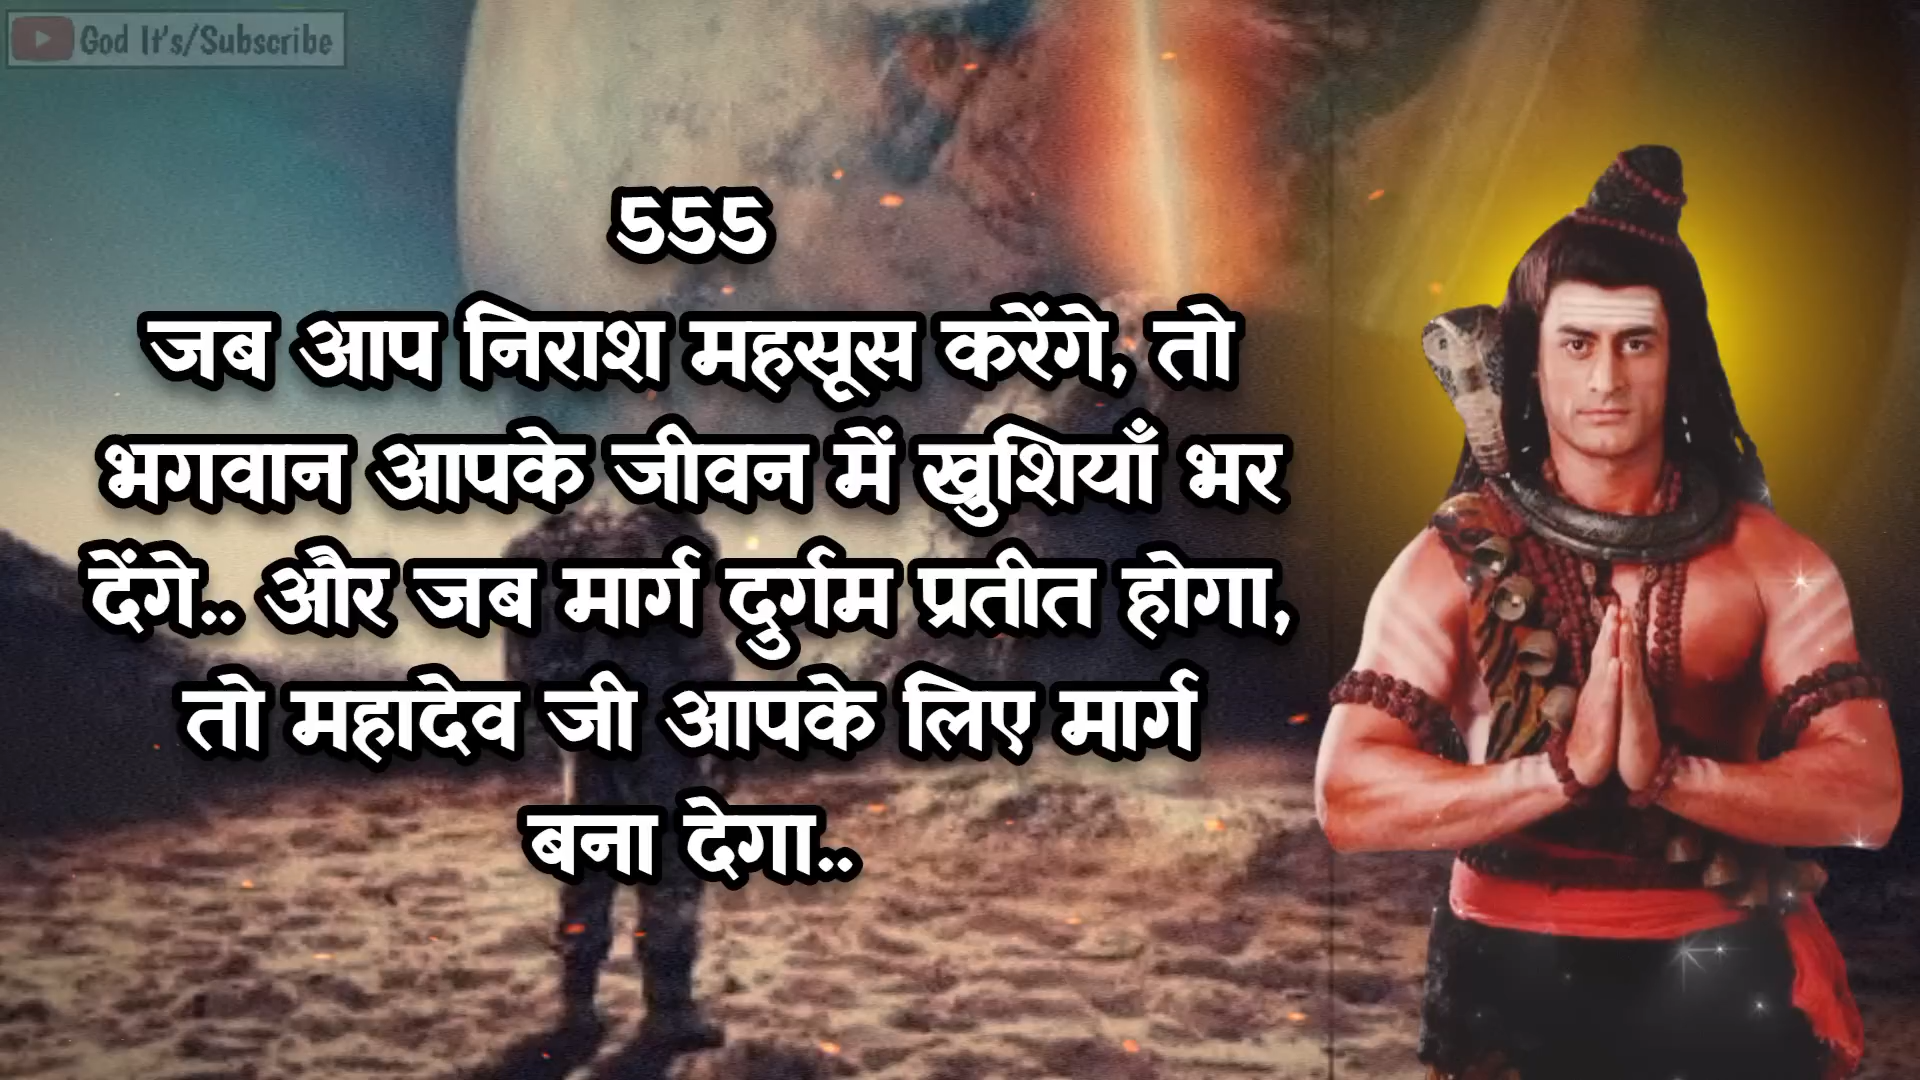 God It's/Subscribe
555
जब आप निराश महसूस करेंगे, तो
भगवान आपके जीवन में खुशियाँ भर
देंगे.. और जब मार्ग दुर्गम प्रतीत होगा,
तो महादेव जी आपके लिए मार्ग
बना देगा..